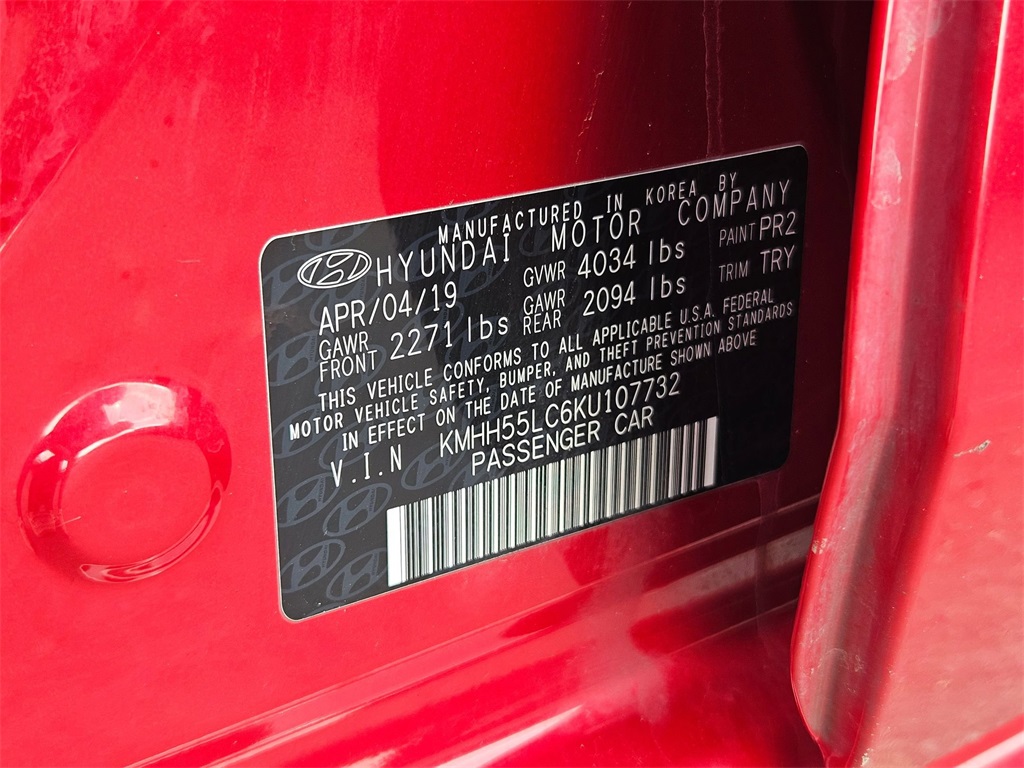 MANUFACTURED IN KOREA BY
HYUNDAI MOTOR COMPANY
APR/04/19 GVWR 4034 lbs PAINT PR2
GAWR FRONT 2271 lbs GAWR REAR 2094 lbs TRIM TRY
THIS VEHICLE CONFORMS TO ALL APPLICABLE U.S.A. FEDERAL
MOTOR VEHICLE SAFETY, BUMPER, AND THEFT PREVENTION STANDARDS
IN EFFECT ON THE DATE OF MANUFACTURE SHOWN ABOVE
V.I.N KMHH55LC6KU107732
PASSENGER CAR